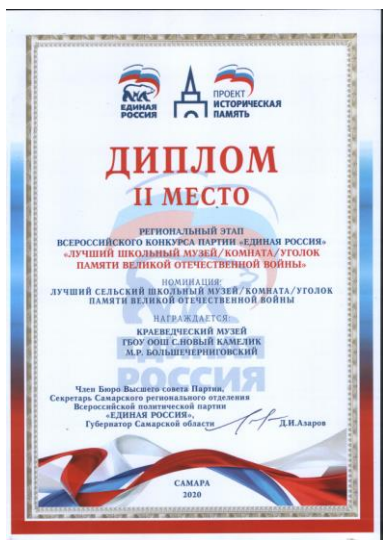 ЕДИНАЯ
РОССИЯ
ПРОЕКТ
ИСТОРИЧЕСКАЯ
ПАМЯТЬ
ДИПЛОМ
II МЕСТО
РЕГИОНАЛЬНЫЙ ЭТАП
ВСЕРОССИЙСКОГО КОНКУРСА ПАРТИИ «ЕДИНАЯ РОССИЯ»
«ЛУЧШИЙ ШКОЛЬНЫЙ МУЗЕЙ/КОМНАТА/УГОЛОК
ПАМЯТИ ВЕЛИКОЙ ОТЕЧЕСТВЕННОЙ ВОЙНЫ»
НОМИНАЦИЯ:
ЛУЧШИЙ СЕЛЬСКИЙ ШКОЛЬНЫЙ МУЗЕЙ/КОМНАТА/УГОЛОК
ПАМЯТИ ВЕЛИКОЙ ОТЕЧЕСТВЕННОЙ ВОЙНЫ
НАГРАЖДАЕТСЯ:
КРАЕВЕДЧЕСКИЙ МУЗЕЙ
ГБОУ ООШ С.НОВЫЙ КАМЕЛИК
М.Р. БОЛЬШЕЧЕРНИГОВСКИЙ
ЕДИНАЯ
РОССИЯ
Член Бюро Высшего совета Партии,
Секретарь Самарского регионального отделения
Всероссийской политической партии
«ЕДИНАЯ РОССИЯ»,
Губернатор Самарской области Д.И.Азаров
САМАРА
2020